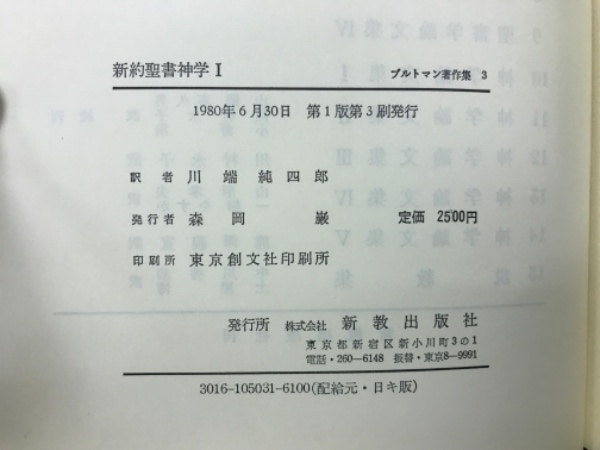 新約聖書神学 I ブルトマン著作集 3
1980年6月30日 第1版第3刷発行
訳者 川端純四郎
発行者 森岡巌 定価 2500円
印刷所 東京創文社印刷所
発行所 株式会社 新教出版社
東京都新宿区新小川町3の1
電話・260-6148 振替・東京8-9991
3016-105031-6100(配給元・日キ販)